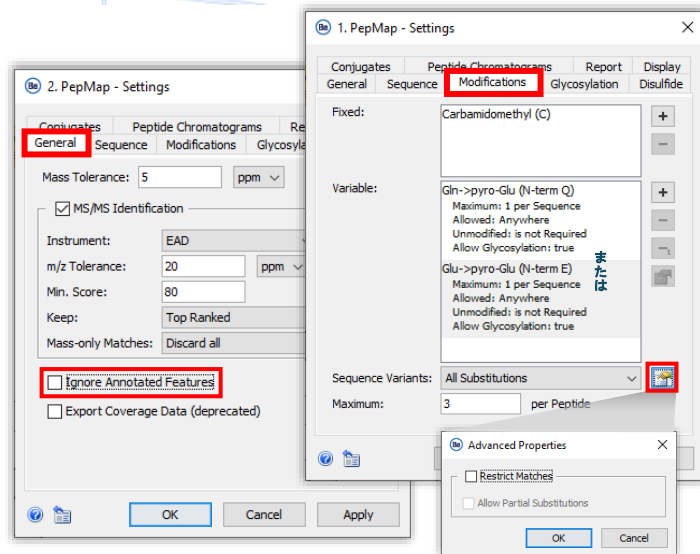 1. PepMap - Settings
Conjugates Peptide Chromatograms Report Display
General Sequence Modifications Glycosylation Disulfide
Fixed:
Carbamidomethyl (C)
Variable:
Gln->pyro-Glu (N-term Q)
Maximum: 1 per Sequence
Allowed: Anywhere
Unmodified: is not Required
Allow Glycosylation: true
または
Glu->pyro-Glu (N-term E)
Maximum: 1 per Sequence
Allowed: Anywhere
Unmodified: is not Required
Allow Glycosylation: true
Sequence Variants: All Substitutions
Maximum: 3 per Peptide
2. PepMap - Settings
Conjugates Peptide Chromatograms Re
General Sequence Modifications Glycosyla
Mass Tolerance: 5 ppm
MS/MS Identification
Instrument: EAD
m/z Tolerance: 20 ppm
Min. Score: 80
Keep: Top Ranked
Mass-only Matches: Discard all
Ignore Annotated Features
Export Coverage Data (deprecated)
OK Cancel Apply
Advanced Properties
Restrict Matches
Allow Partial Substitutions
OK Cancel